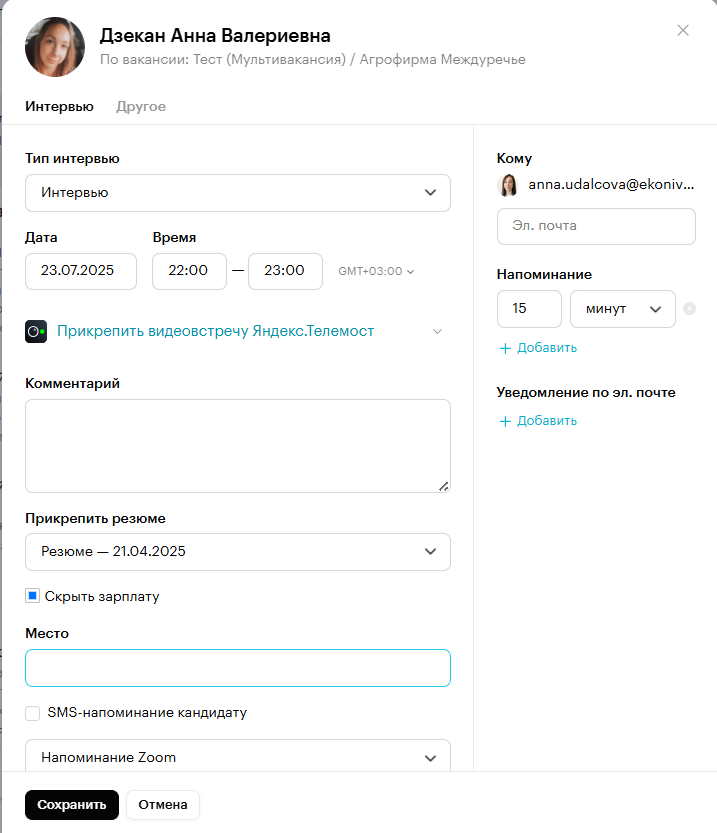 Дзекан Анна Валериевна
По вакансии: Тест (Мультивакансия) / Агрофирма Междуречье
Интервью Другое
Тип интервью
Интервью
Дата Время
23.07.2025 22:00 — 23:00 GMT+03:00
Прикрепить видеовстречу Яндекс.Телемост
Комментарий
Прикрепить резюме
Резюме — 21.04.2025
Скрыть зарплату
Место
SMS-напоминание кандидату
Напоминание Zoom
Кому
anna.udalcova@ekoniv...
Эл. почта
Напоминание
15 минут
+ Добавить
Уведомление по эл. почте
+ Добавить
Сохранить Отмена